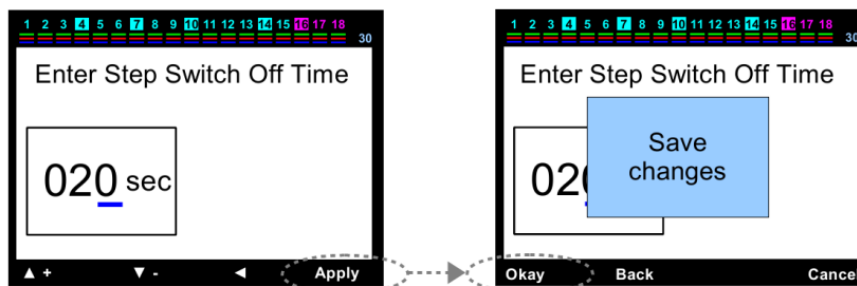 1 2 3 4 5 6 7 8 9 10 11 12 13 14 15 16 17 18
30
Enter Step Switch Off Time
020 sec
▲ + ▼ - ◀ Apply
1 2 3 4 5 6 7 8 9 10 11 12 13 14 15 16 17 18
30
Enter Step Switch Off Time
02
Save
changes
Okay Back Cancel